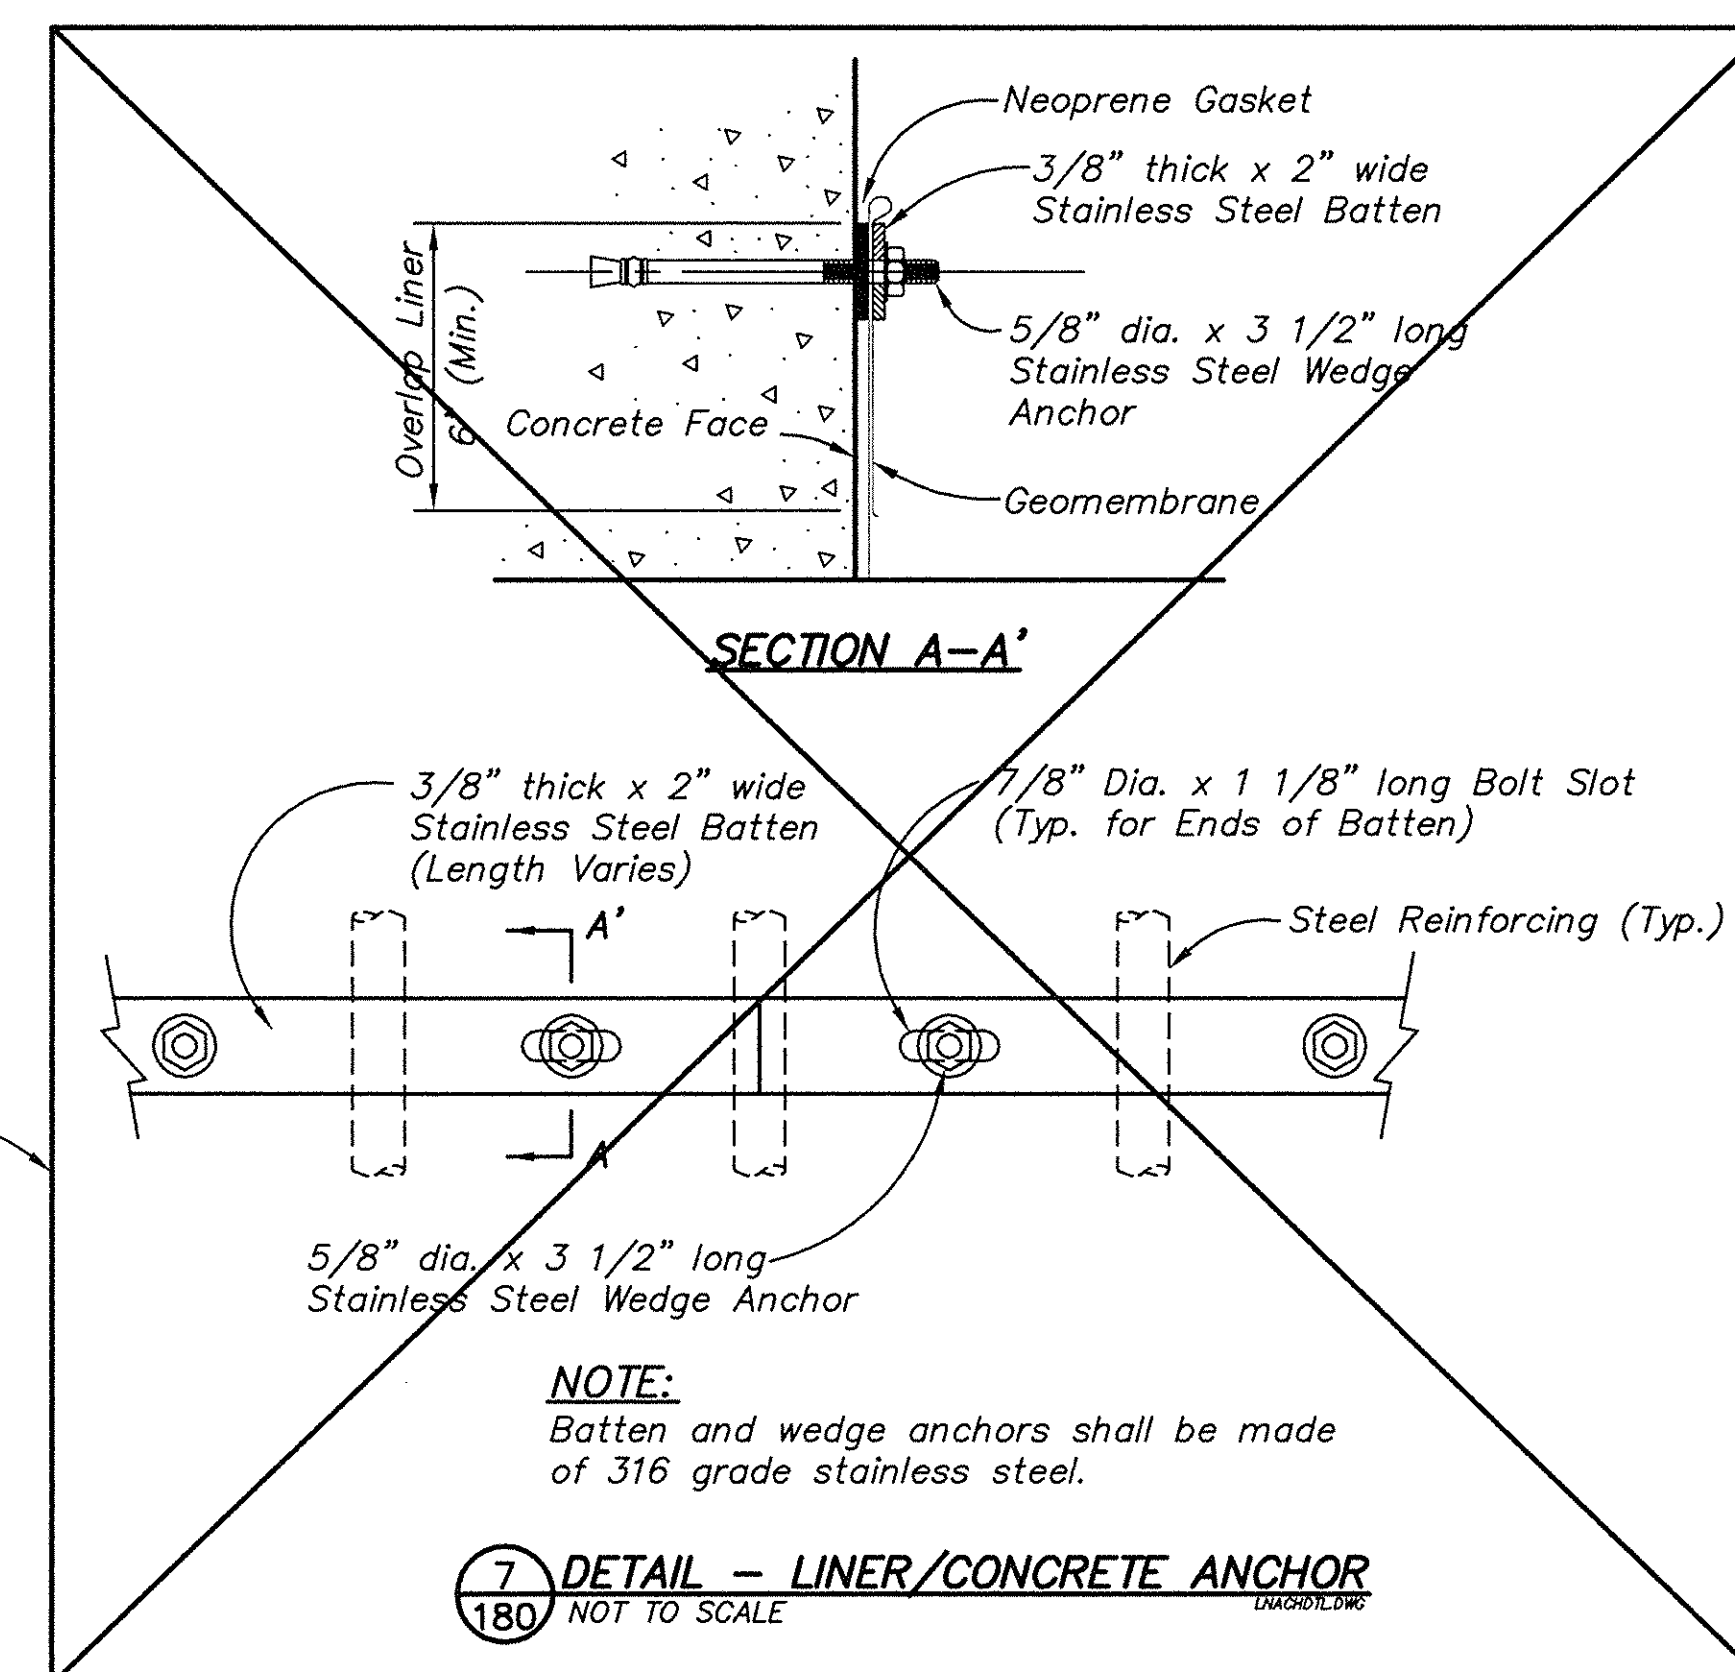 Neoprene Gasket
3/8" thick x 2" wide
Stainless Steel Batten
Overlap Liner
6" (Min.)
5/8" dia. x 3 1/2" long
Stainless Steel Wedge
Anchor
Concrete Face
Geomembrane
SECTION A-A'
3/8" thick x 2" wide
Stainless Steel Batten
(Length Varies)
7/8" Dia. x 1 1/8" long Bolt Slot
(Typ. for Ends of Batten)
A'
Steel Reinforcing (Typ.)
A
5/8" dia. x 3 1/2" long
Stainless Steel Wedge Anchor
NOTE:
Batten and wedge anchors shall be made
of 316 grade stainless steel.
7
180
DETAIL - LINER/CONCRETE ANCHOR
NOT TO SCALE
LNACHDTL.DWG